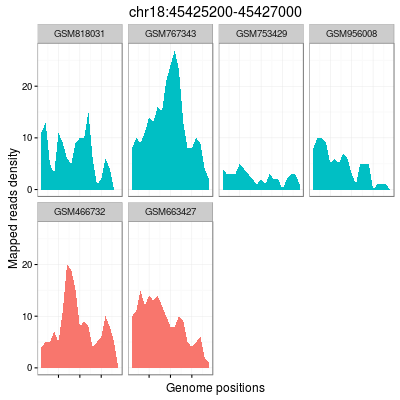 chr18:45425200-45427000
GSM818031 GSM767343 GSM753429 GSM956008
20
10
0
Mapped reads density
GSM466732 GSM663427
20
10
0
Genome positions